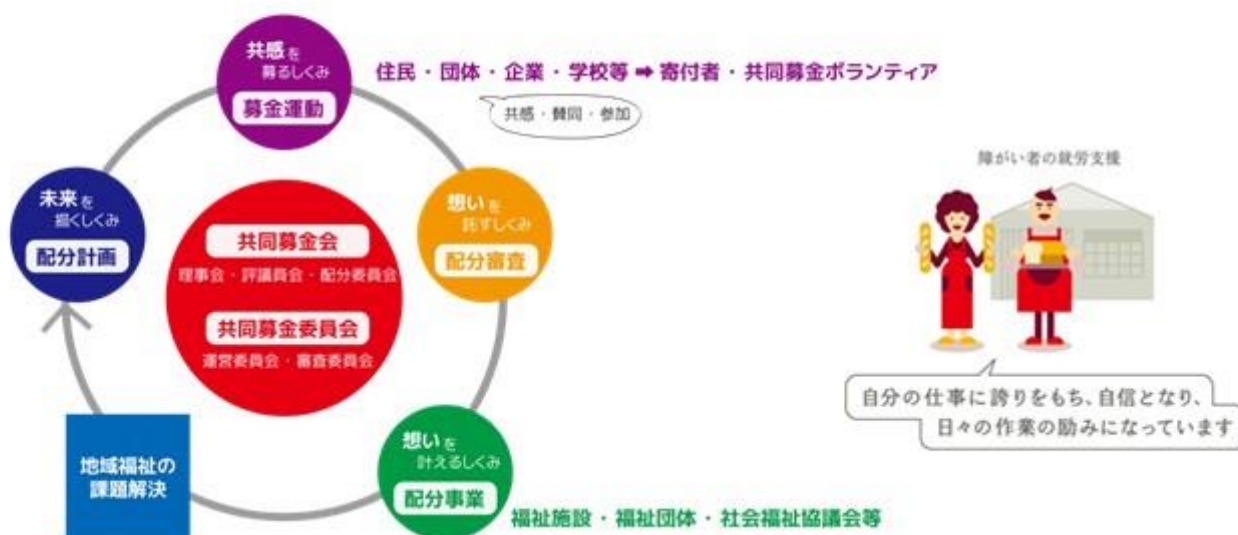 共感を
募るしくみ
募金運動
住民・団体・企業・学校等 ➡ 寄付者・共同募金ボランティア
共感・賛同・参加
未来を
描くしくみ
配分計画
想いを
託すしくみ
配分審査
共同募金会
理事会・評議員会・配分委員会
共同募金委員会
運営委員会・審査委員会
地域福祉の
課題解決
想いを
叶えるしくみ
配分事業
福祉施設・福祉団体・社会福祉協議会等
障がい者の就労支援
自分の仕事に誇りをもち、自信となり、
日々の作業の励みになっています